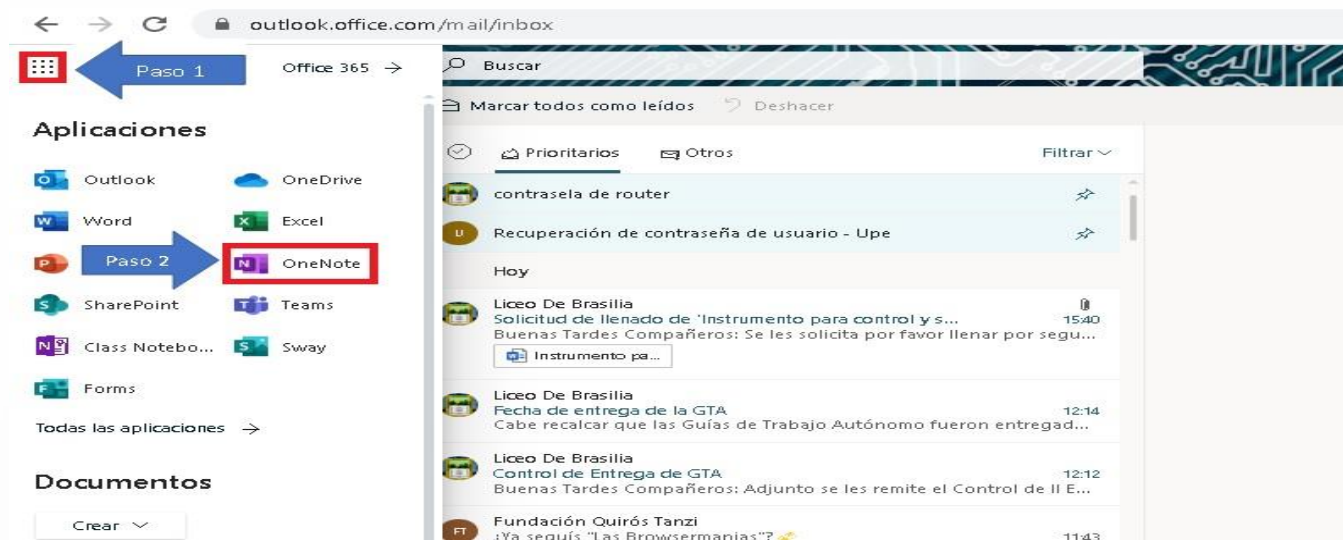 outlook.office.com/mail/inbox
Paso 1
Office 365 →
Buscar
Marcar todos como leídos
Deshacer
Aplicaciones
Prioritarios
Otros
Filtrar
Outlook
OneDrive
contrasela de router
Word
Excel
Recuperación de contraseña de usuario - Upe
Paso 2
OneNote
Hoy
SharePoint
Teams
Liceo De Brasilia
Solicitud de llenado de 'Instrumento para control y s...
15:40
Buenas Tardes Compañeros: Se les solicita por favor llenar por segu...
Class Notebo...
Sway
Instrumento pa...
Forms
Liceo De Brasilia
Fecha de entrega de la GTA
12:14
Cabe recalcar que las Guías de Trabajo Autónomo fueron entregad...
Todas las aplicaciones →
Liceo De Brasilia
Control de Entrega de GTA
12:12
Buenas Tardes Compañeros: Adjunto se les remite el Control de II E...
Documentos
Crear
FT
Fundación Quirós Tanzi
¿Ya seguís "Las Browsermanias"?
11:43